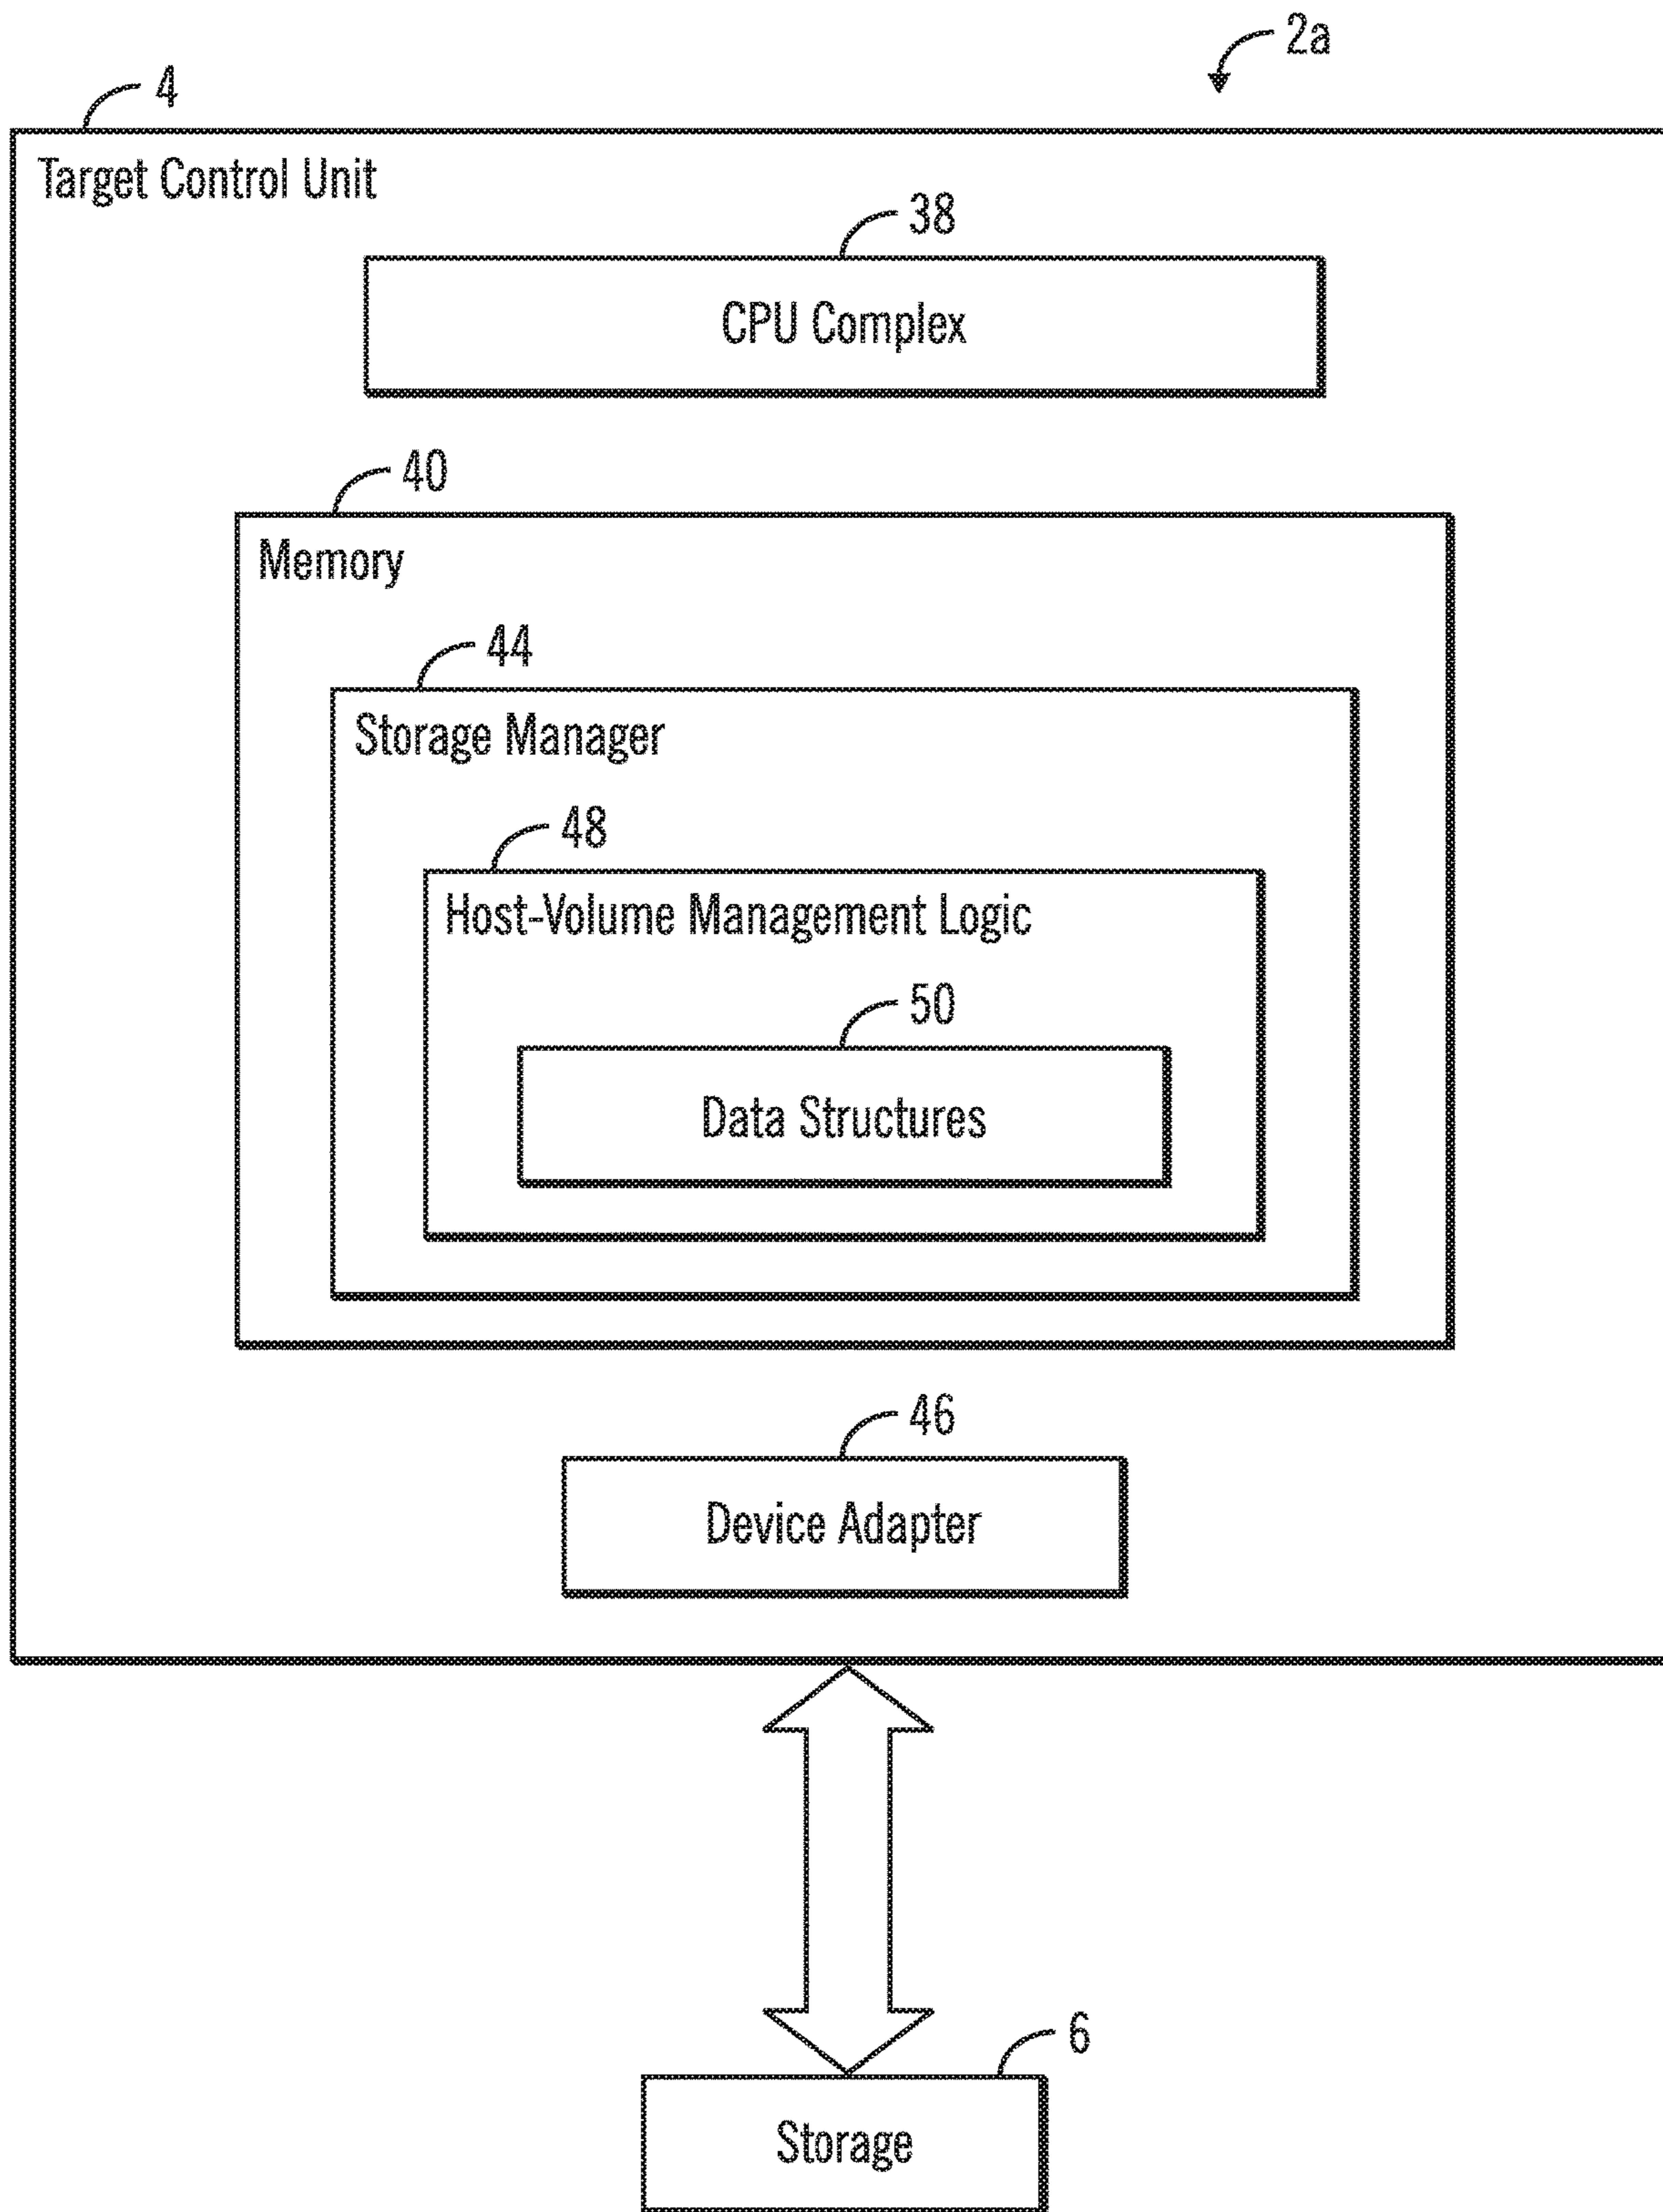 2a
4
Target Control Unit
38
CPU Complex
40
Memory
44
Storage Manager
48
Host-Volume Management Logic
50
Data Structures
46
Device Adapter
6
Storage